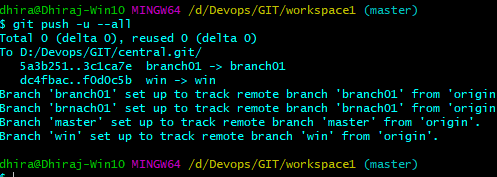 dhira@Dhiraj-Win10 MINGW64 /d/Devops/GIT/workspace1 (master)
$ git push -u --all
Total 0 (delta 0), reused 0 (delta 0)
To D:/Devops/GIT/central.git/
5a3b251..3c1ca7e branch01 -> branch01
dc4fbac..f0d0c5b win -> win
Branch 'branch01' set up to track remote branch 'branch01' from 'origin
Branch 'brnach01' set up to track remote branch 'brnach01' from 'origin
Branch 'master' set up to track remote branch 'master' from 'origin'.
Branch 'win' set up to track remote branch 'win' from 'origin'.
dhira@Dhiraj-Win10 MINGW64 /d/Devops/GIT/workspace1 (master)
$